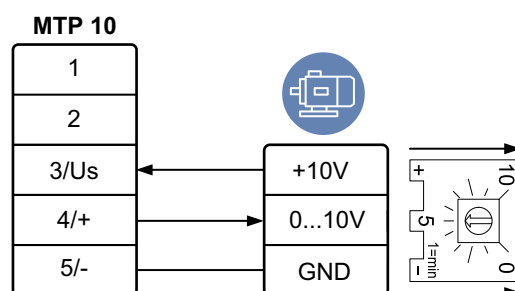 MTP 10
1
2
3/Us
4/+
5/-
+10V
0...10V
GND
+ 10
5
1=min
- 0